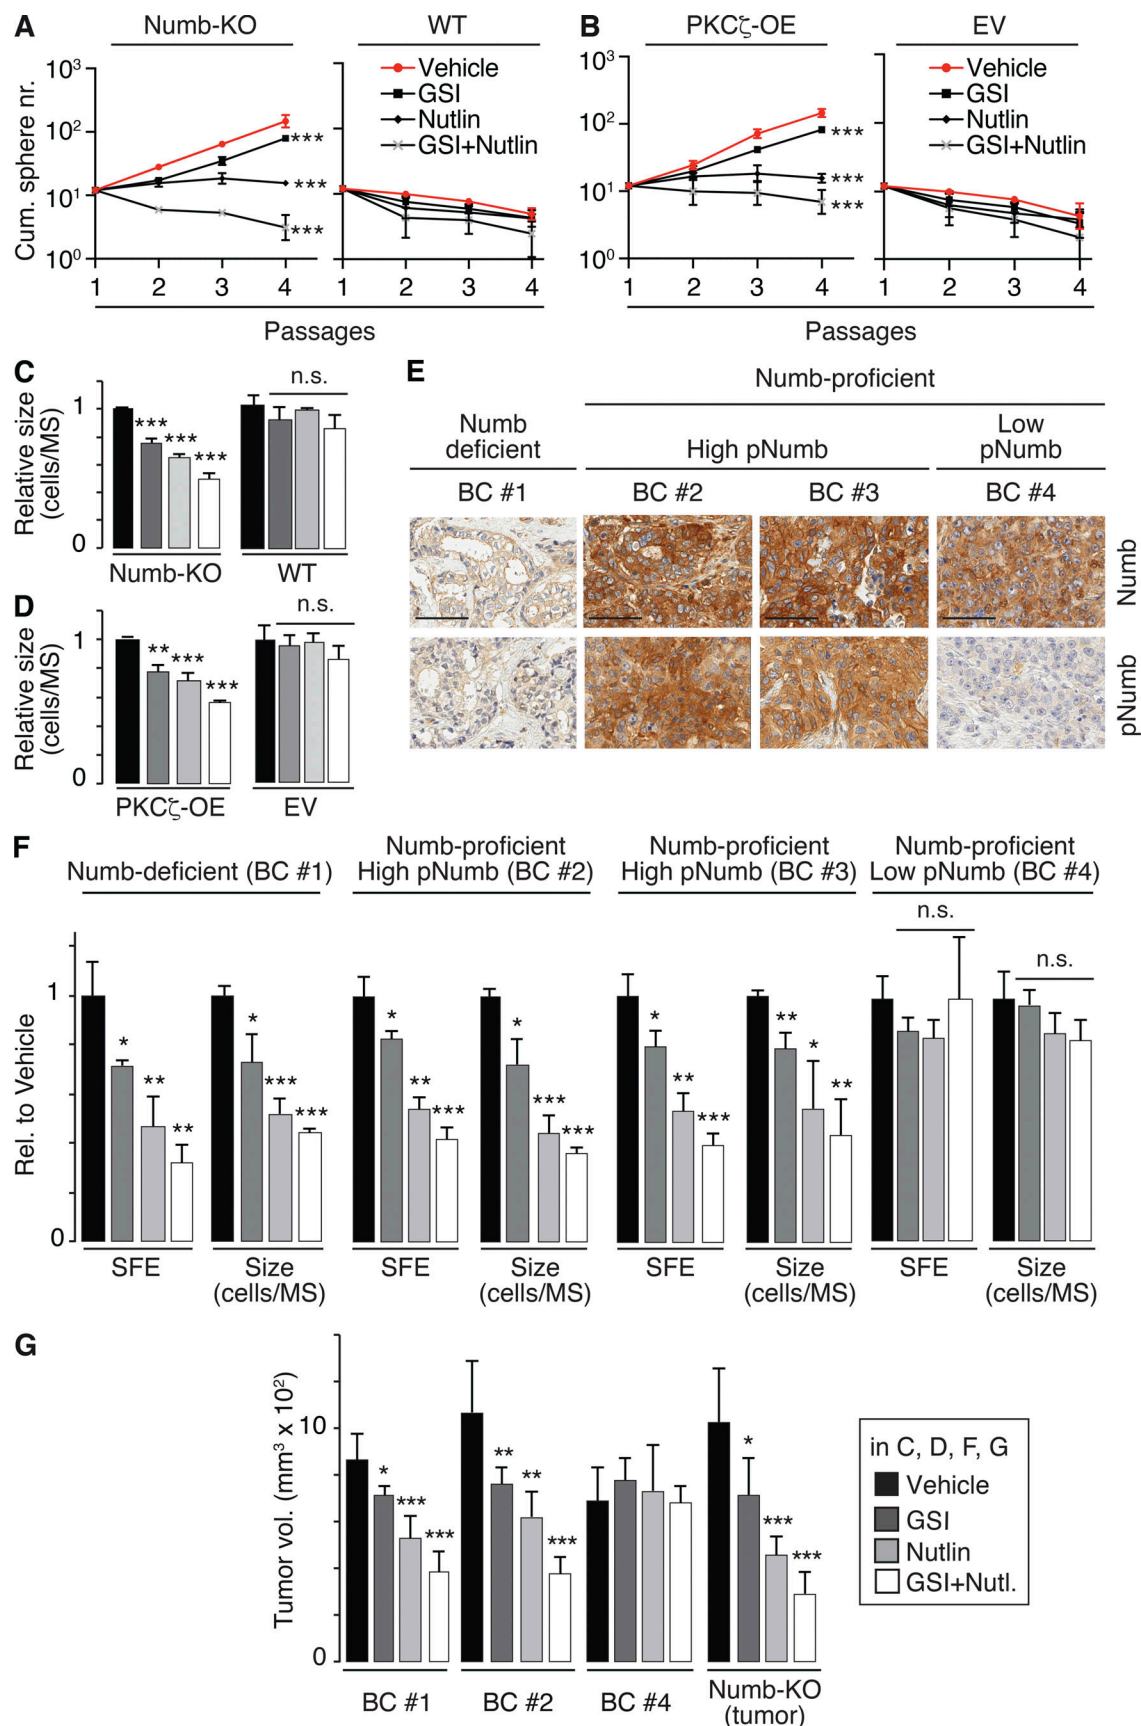 A
Numb-KO
WT
Cum. sphere nr.
10³
10²
10¹
10⁰
Vehicle
GSI
Nutlin
GSI+Nutlin
***
***
***
1 2 3 4 1 2 3 4
Passages
B
PKCζ-OE
EV
10³
10²
10¹
10⁰
Vehicle
GSI
Nutlin
GSI+Nutlin
***
***
***
1 2 3 4 1 2 3 4
Passages
C
Relative size
(cells/MS)
1
0
*** *** ***
n.s.
Numb-KO WT
D
Relative size
(cells/MS)
1
0
** *** ***
n.s.
PKCζ-OE EV
E
Numb-proficient
Numb
deficient
High pNumb
Low
pNumb
BC #1 BC #2 BC #3 BC #4
Numb
pNumb
F
Numb-deficient (BC #1)
Numb-proficient
High pNumb (BC #2)
Numb-proficient
High pNumb (BC #3)
Numb-proficient
Low pNumb (BC #4)
Rel. to Vehicle
1
0
* ** ** * *** ***
* ** *** * *** ***
* ** *** ** * **
n.s. n.s.
SFE Size
(cells/MS)
SFE Size
(cells/MS)
SFE Size
(cells/MS)
SFE Size
(cells/MS)
G
Tumor vol. (mm³ x 10²)
10
0
* *** ***
** ** ***
* *** ***
BC #1 BC #2 BC #4 Numb-KO
(tumor)
in C, D, F, G
Vehicle
GSI
Nutlin
GSI+Nutl.